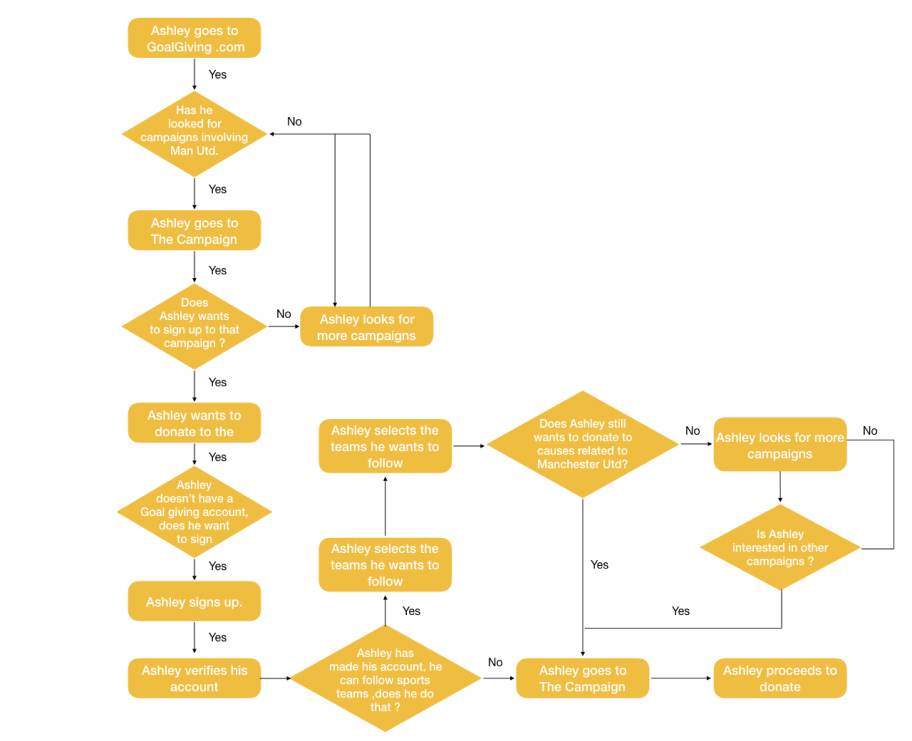 Ashley goes to
GoalGiving .com
Yes
Has he
looked for
campaigns involving
Man Utd.
No
Yes
Ashley goes to
The Campaign
Yes
Does
Ashley wants
to sign up to that
campaign ?
No
Ashley looks for
more campaigns
Yes
Ashley wants to
donate to the
Yes
Ashley
doesn't have a
Goal giving account,
does he want
to sign
Yes
Ashley signs up.
Yes
Ashley verifies his
account
Ashley has
made his account, he
can follow sports
teams ,does he do
that ?
Yes
Ashley selects the
teams he wants to
follow
Ashley selects the
teams he wants to
follow
Does Ashley still
wants to donate to
causes related to
Manchester Utd?
No
Ashley looks for more
campaigns
No
Is Ashley
interested in other
campaigns ?
Yes
Yes
No
Ashley goes to
The Campaign
Ashley proceeds to
donate